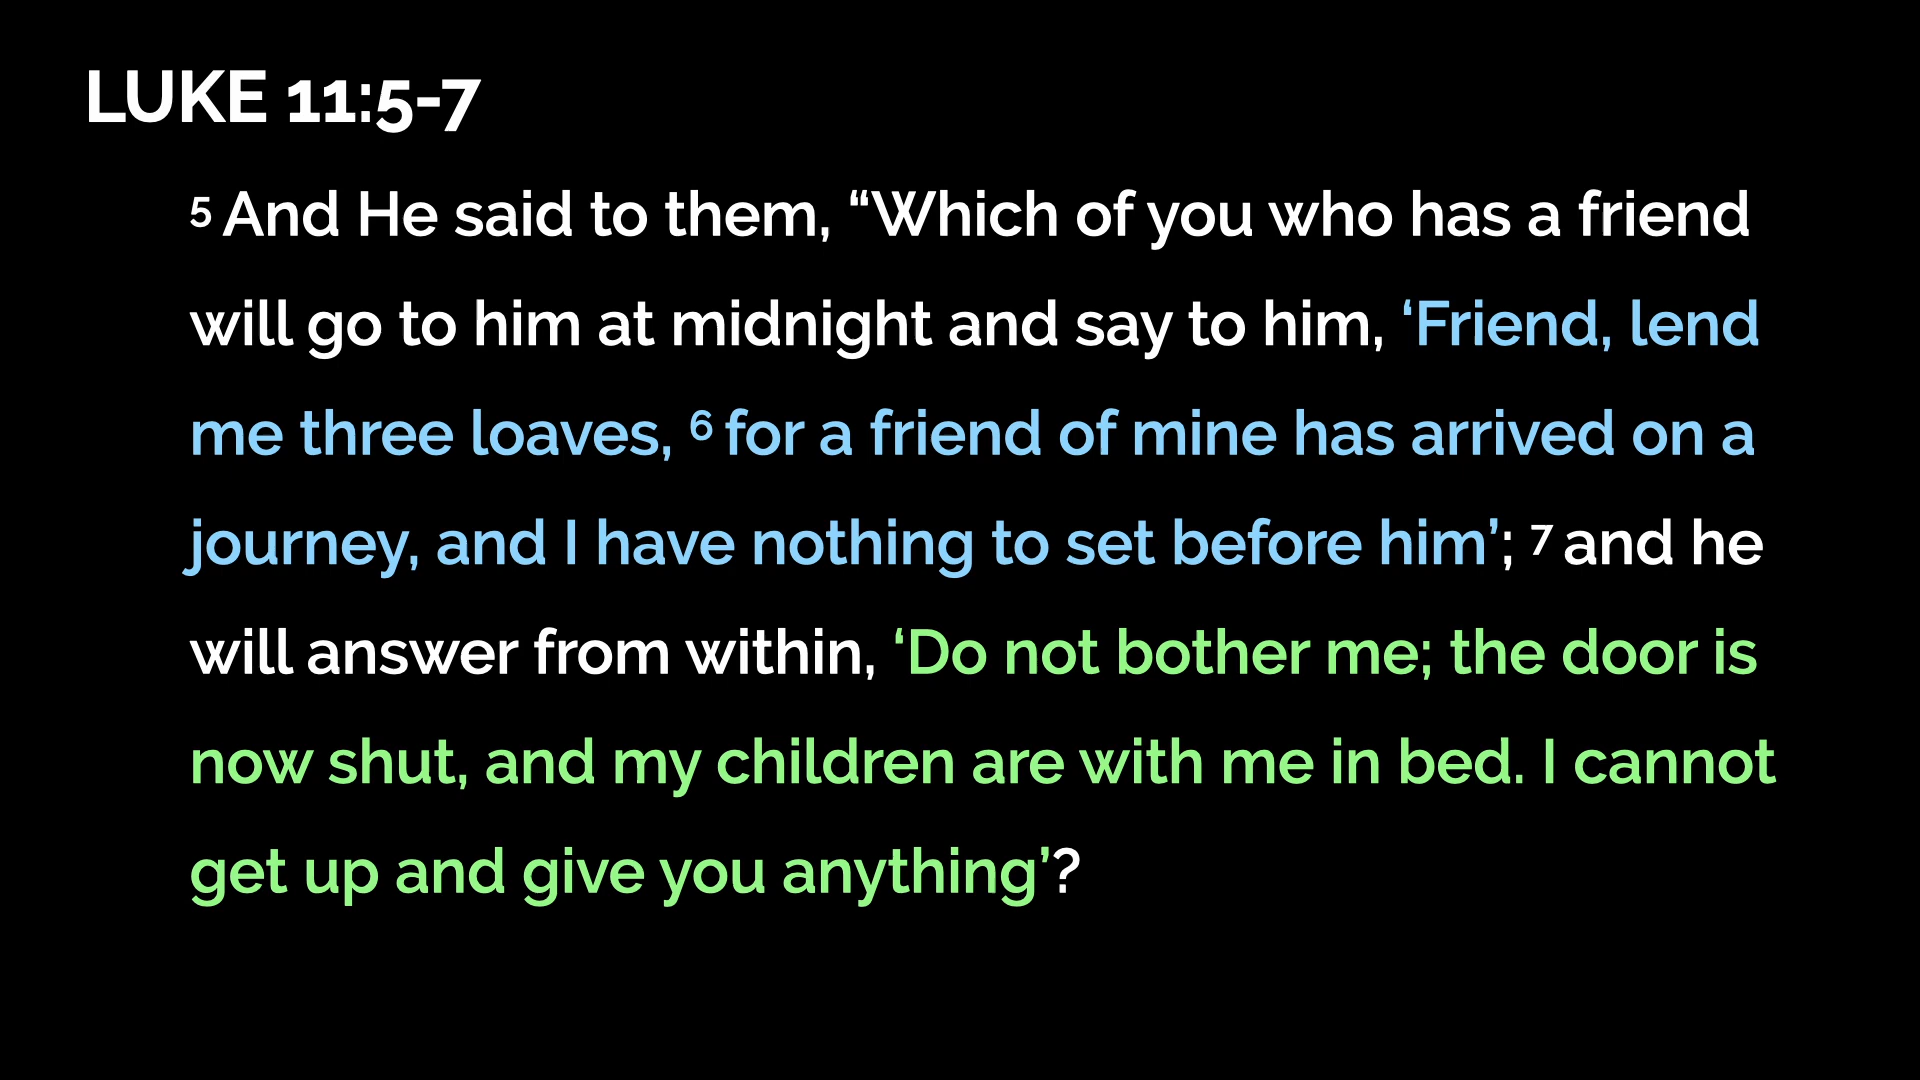 LUKE 11:5-7
5 And He said to them, “Which of you who has a friend
will go to him at midnight and say to him, ‘Friend, lend
me three loaves, 6 for a friend of mine has arrived on a
journey, and I have nothing to set before him’; 7 and he
will answer from within, ‘Do not bother me; the door is
now shut, and my children are with me in bed. I cannot
get up and give you anything’?